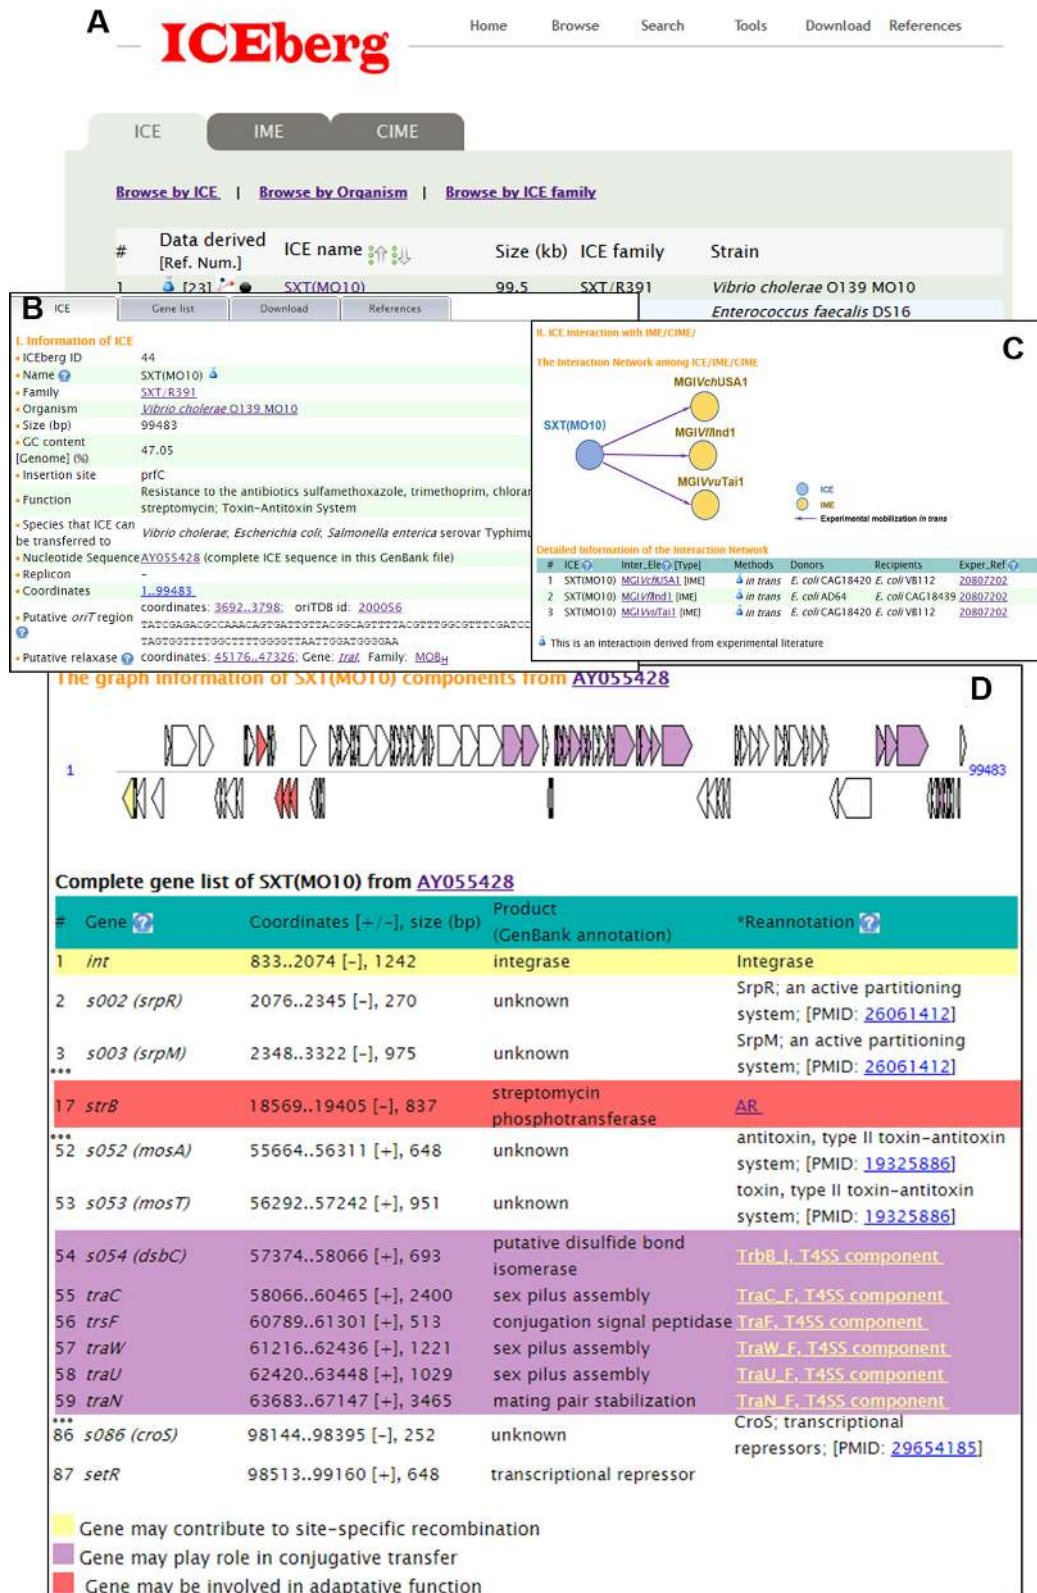 A
ICEberg
Home Browse Search Tools Download References
ICE IME CIME
Browse by ICE | Browse by Organism | Browse by ICE family
# Data derived [Ref. Num.] ICE name Size (kb) ICE family Strain
1 [23] SXT(MO10) 99.5 SXT/R391 Vibrio cholerae O139 MO10
Enterococcus faecalis DS16
B
ICE Gene list Download References
I. Information of ICE
ICEberg ID 44
Name SXT(MO10)
Family SXT/R391
Organism Vibrio cholerae O139 MO10
Size (bp) 99483
GC content [Genome] (%) 47.05
Insertion site prfC
Function Resistance to the antibiotics sulfamethoxazole, trimethoprim, chlorar
streptomycin; Toxin-Antitoxin System
Species that ICE can be transferred to Vibrio cholerae, Escherichia coli, Salmonella enterica serovar Typhimu
Nucleotide Sequence AY055428 (complete ICE sequence in this GenBank file)
Replicon -
Coordinates 1..99483
Putative oriT region coordinates: 3692..3798; oriTDB id: 200056
TATCGAGACGCCAAACAGTGATTGTTACGGCAGTTTTACGTTTGGCGTTTCGATCC
TAGTGGTTTTGGCTTTTGGGGTTAATTGGATGGGGAA
Putative relaxase coordinates: 45176..47326; Gene: traI, Family: MOBH
C
II. ICE Interaction with IME/CIME/
The Interaction Network among ICE/IME/CIME
MGIVchUSA1
SXT(MO10)
MGIVflInd1
MGIVvuTai1
ICE
IME
Experimental mobilization in trans
Detailed Informatioin of the Interaction Network
# ICE Inter_Ele [Type] Methods Donors Recipients Exper_Ref
1 SXT(MO10) MGIVchUSA1 [IME] in trans E. coli CAG18420 E. coli VB112 20807202
2 SXT(MO10) MGIVflInd1 [IME] in trans E. coli AD64 E. coli CAG18439 20807202
3 SXT(MO10) MGIVvuTai1 [IME] in trans E. coli CAG18420 E. coli VB112 20807202
This is an interactioin derived from experimental literature
D
The graph information of SXT(MO10) components from AY055428
1
99483
Complete gene list of SXT(MO10) from AY055428
# Gene Coordinates [+/-], size (bp) Product (GenBank annotation) *Reannotation
1 int 833..2074 [-], 1242 integrase Integrase
2 s002 (srpR) 2076..2345 [-], 270 unknown SrpR; an active partitioning system; [PMID: 26061412]
3 s003 (srpM) 2348..3322 [-], 975 unknown SrpM; an active partitioning system; [PMID: 26061412]
•••
17 strB 18569..19405 [-], 837 streptomycin phosphotransferase AR
•••
52 s052 (mosA) 55664..56311 [+], 648 unknown antitoxin, type II toxin-antitoxin system; [PMID: 19325886]
53 s053 (mosT) 56292..57242 [+], 951 unknown toxin, type II toxin-antitoxin system; [PMID: 19325886]
54 s054 (dsbC) 57374..58066 [+], 693 putative disulfide bond isomerase TrbB_I, T4SS component
55 traC 58066..60465 [+], 2400 sex pilus assembly TraC_F, T4SS component
56 trsF 60789..61301 [+], 513 conjugation signal peptidase TraF, T4SS component
57 traW 61216..62436 [+], 1221 sex pilus assembly TraW_F, T4SS component
58 traU 62420..63448 [+], 1029 sex pilus assembly TraU_F, T4SS component
59 traN 63683..67147 [+], 3465 mating pair stabilization TraN_F, T4SS component
•••
86 s086 (croS) 98144..98395 [-], 252 unknown CroS; transcriptional repressors; [PMID: 29654185]
87 setR 98513..99160 [+], 648 transcriptional repressor
Gene may contribute to site-specific recombination
Gene may play role in conjugative transfer
Gene may be involved in adaptative function